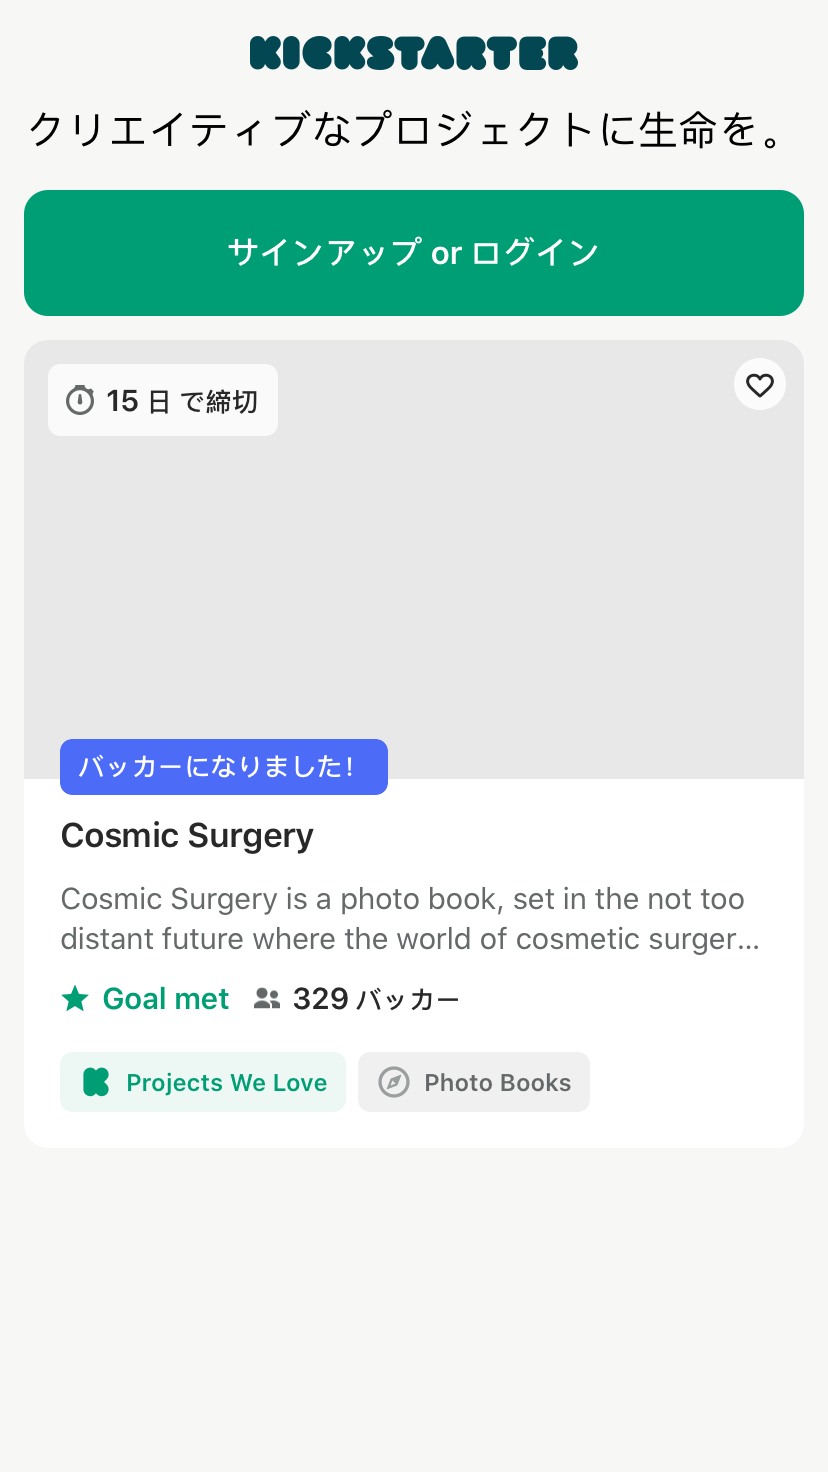 KICKSTARTER
クリエイティブなプロジェクトに生命を。
サインアップ or ログイン
15 日 で締切
バッカーになりました！
Cosmic Surgery
Cosmic Surgery is a photo book, set in the not too
distant future where the world of cosmetic surger…
Goal met 329 バッカー
Projects We Love Photo Books